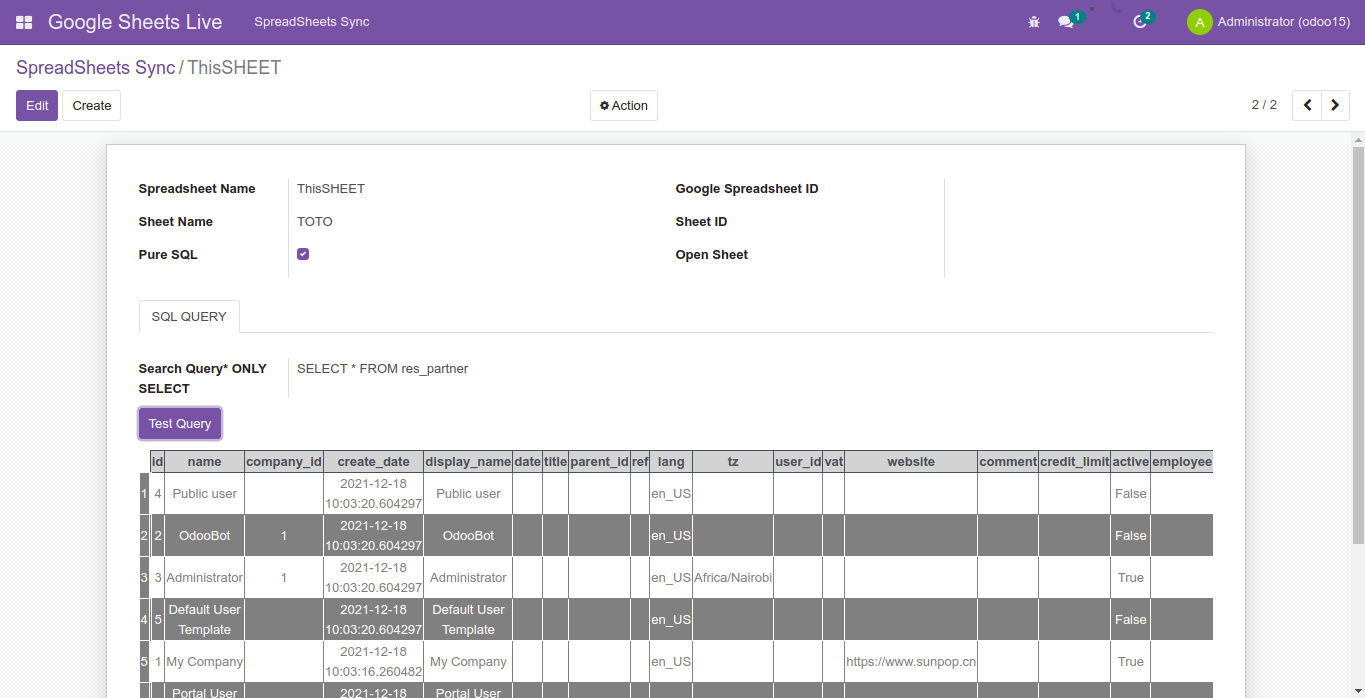 Google Sheets Live SpreadSheets Sync 1 2 A Administrator (odoo15)
SpreadSheets Sync / ThisSHEET
Edit Create Action 2 / 2
Spreadsheet Name ThisSHEET Google Spreadsheet ID
Sheet Name TOTO Sheet ID
Pure SQL Open Sheet
SQL QUERY
Search Query* ONLY SELECT * FROM res_partner
SELECT
Test Query
id name company_id create_date display_name date title parent_id ref lang tz user_id vat website comment credit_limit active employee
1 4 Public user 2021-12-18 10:03:20.604297 Public user en_US False
2 2 OdooBot 1 2021-12-18 10:03:20.604297 OdooBot en_US False
3 3 Administrator 1 2021-12-18 10:03:20.604297 Administrator en_US Africa/Nairobi True
4 5 Default User Template 2021-12-18 10:03:20.604297 Default User Template en_US False
5 1 My Company 2021-12-18 10:03:16.260482 My Company en_US https://www.sunpop.cn True
Portal User 2021-12-18 Portal User